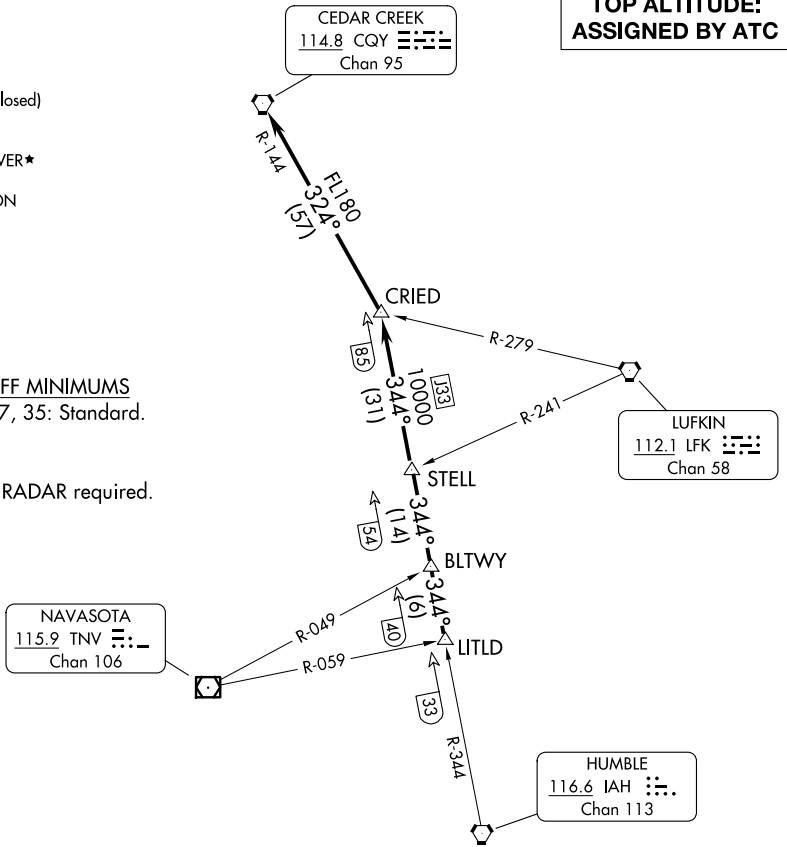 TOP ALTITUDE:
ASSIGNED BY ATC
CEDAR CREEK
114.8 CQY
Chan 95
losed)
VER★
ON
R-144
FL180
324°
(57)
CRIED
R-279
85
J33
10000
344°
(31)
FF MINIMUMS
7, 35: Standard.
R-241
LUFKIN
112.1 LFK
Chan 58
STELL
RADAR required.
54
344°
(14)
BLTWY
NAVASOTA
115.9 TNV
Chan 106
R-049
40
344°
(6)
LITLD
R-059
33
R-344
HUMBLE
116.6 IAH
Chan 113